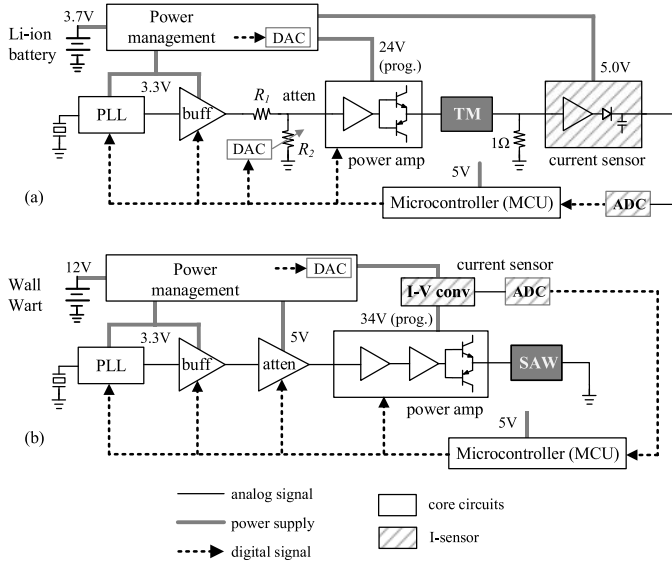 3.7V
Li-ion
battery
Power
management
DAC
24V
(prog.)
5.0V
3.3V
PLL
buff
R1
atten
DAC
R2
power amp
TM
1Ω
current sensor
5V
Microcontroller (MCU)
ADC
(a)
12V
Wall
Wart
Power
management
DAC
current sensor
I-V conv
ADC
34V (prog.)
3.3V
5V
PLL
buff
atten
power amp
SAW
(b)
5V
Microcontroller (MCU)
analog signal
power supply
digital signal
core circuits
I-sensor